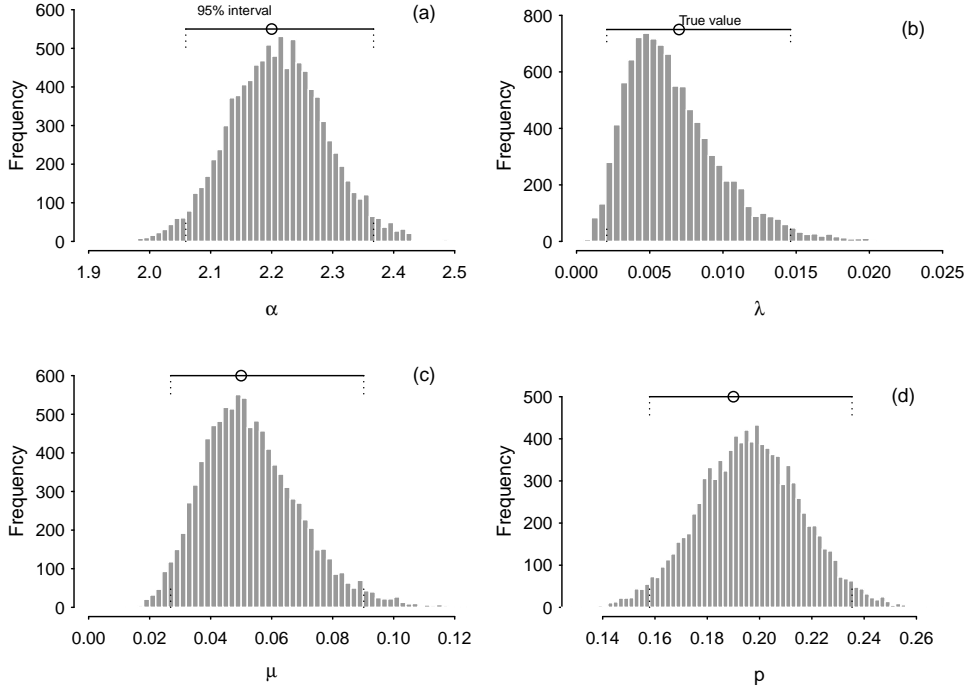 95% interval
(a)
600
500
400
300
200
100
0
Frequency
1.9 2.0 2.1 2.2 2.3 2.4 2.5
α
True value
(b)
800
600
400
200
0
Frequency
0.000 0.005 0.010 0.015 0.020 0.025
λ
(c)
600
500
400
300
200
100
0
Frequency
0.00 0.02 0.04 0.06 0.08 0.10 0.12
μ
(d)
500
400
300
200
100
0
Frequency
0.14 0.16 0.18 0.20 0.22 0.24 0.26
p